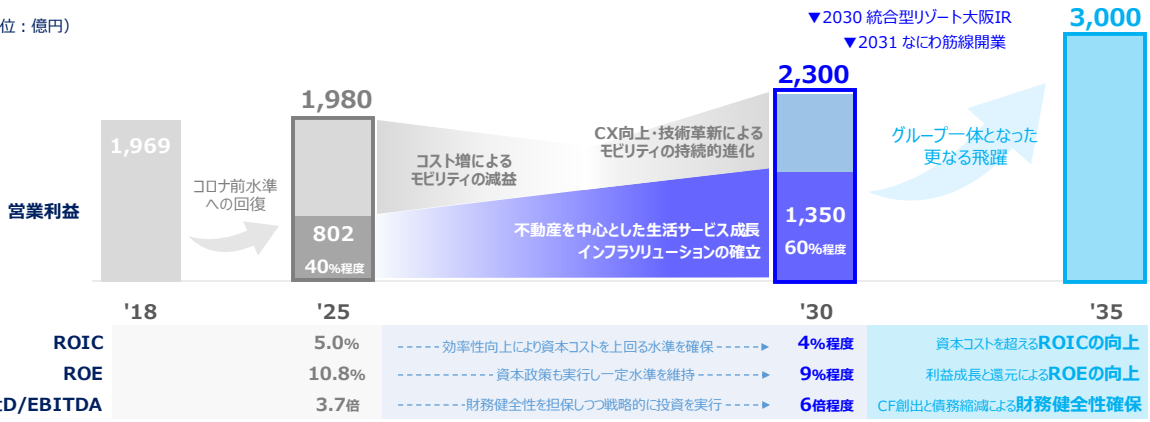 位：億円）
▼2030 統合型リゾート大阪IR
▼2031 なにわ筋線開業
3,000
2,300
1,980
1,969
コロナ前水準
への回復
コスト増による
モビリティの減益
CX向上・技術革新による
モビリティの持続的進化
グループ一体となった
更なる飛躍
営業利益
802
40%程度
不動産を中心とした生活サービス成長
インフラソリューションの確立
1,350
60%程度
'18 '25 '30 '35
ROIC 5.0% 効率性向上により資本コストを上回る水準を確保 4%程度 資本コストを超えるROICの向上
ROE 10.8% 資本政策も実行し一定水準を維持 9%程度 利益成長と還元によるROEの向上
D/EBITDA 3.7倍 財務健全性を担保しつつ戦略的に投資を実行 6倍程度 CF創出と債務縮減による財務健全性確保